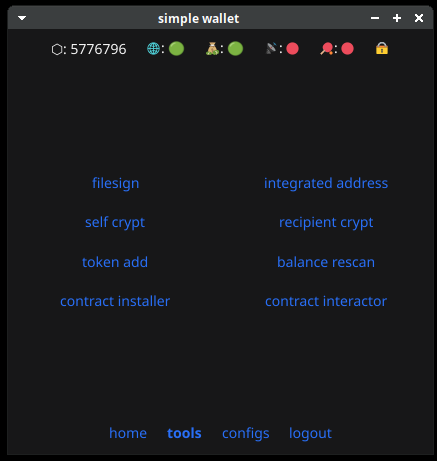 simple wallet
⬡: 5776796 🌐: 🟢 🧸: 🟢 📡: 🔴 🏓: 🔴 🔒
filesign integrated address
self crypt recipient crypt
token add balance rescan
contract installer contract interactor
home tools configs logout